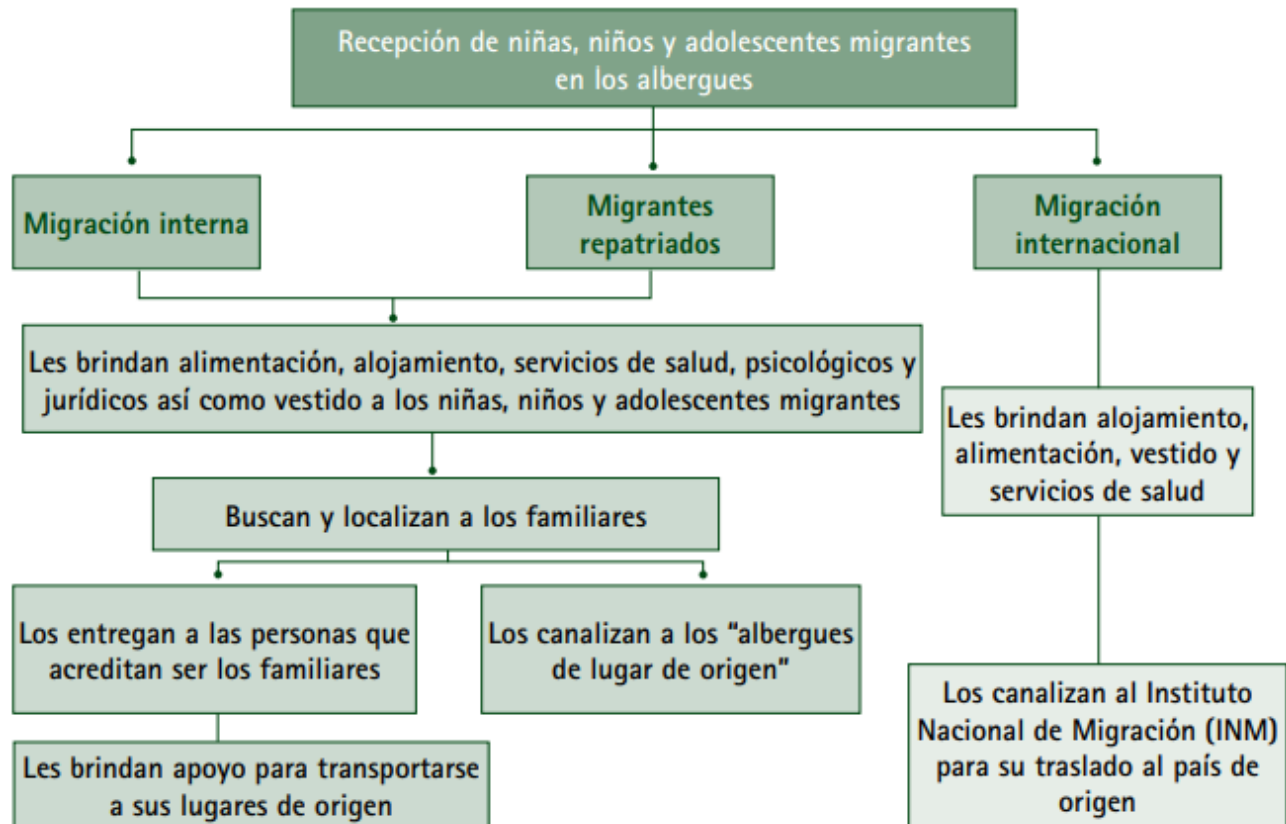 Recepción de niñas, niños y adolescentes migrantes
en los albergues
Migración interna
Migrantes
repatriados
Migración
internacional
Les brindan alimentación, alojamiento, servicios de salud, psicológicos y
jurídicos así como vestido a los niñas, niños y adolescentes migrantes
Les brindan alojamiento,
alimentación, vestido y
servicios de salud
Buscan y localizan a los familiares
Los entregan a las personas que
acreditan ser los familiares
Los canalizan a los “albergues
de lugar de origen”
Los canalizan al Instituto
Nacional de Migración (INM)
para su traslado al país de
origen
Les brindan apoyo para transportarse
a sus lugares de origen